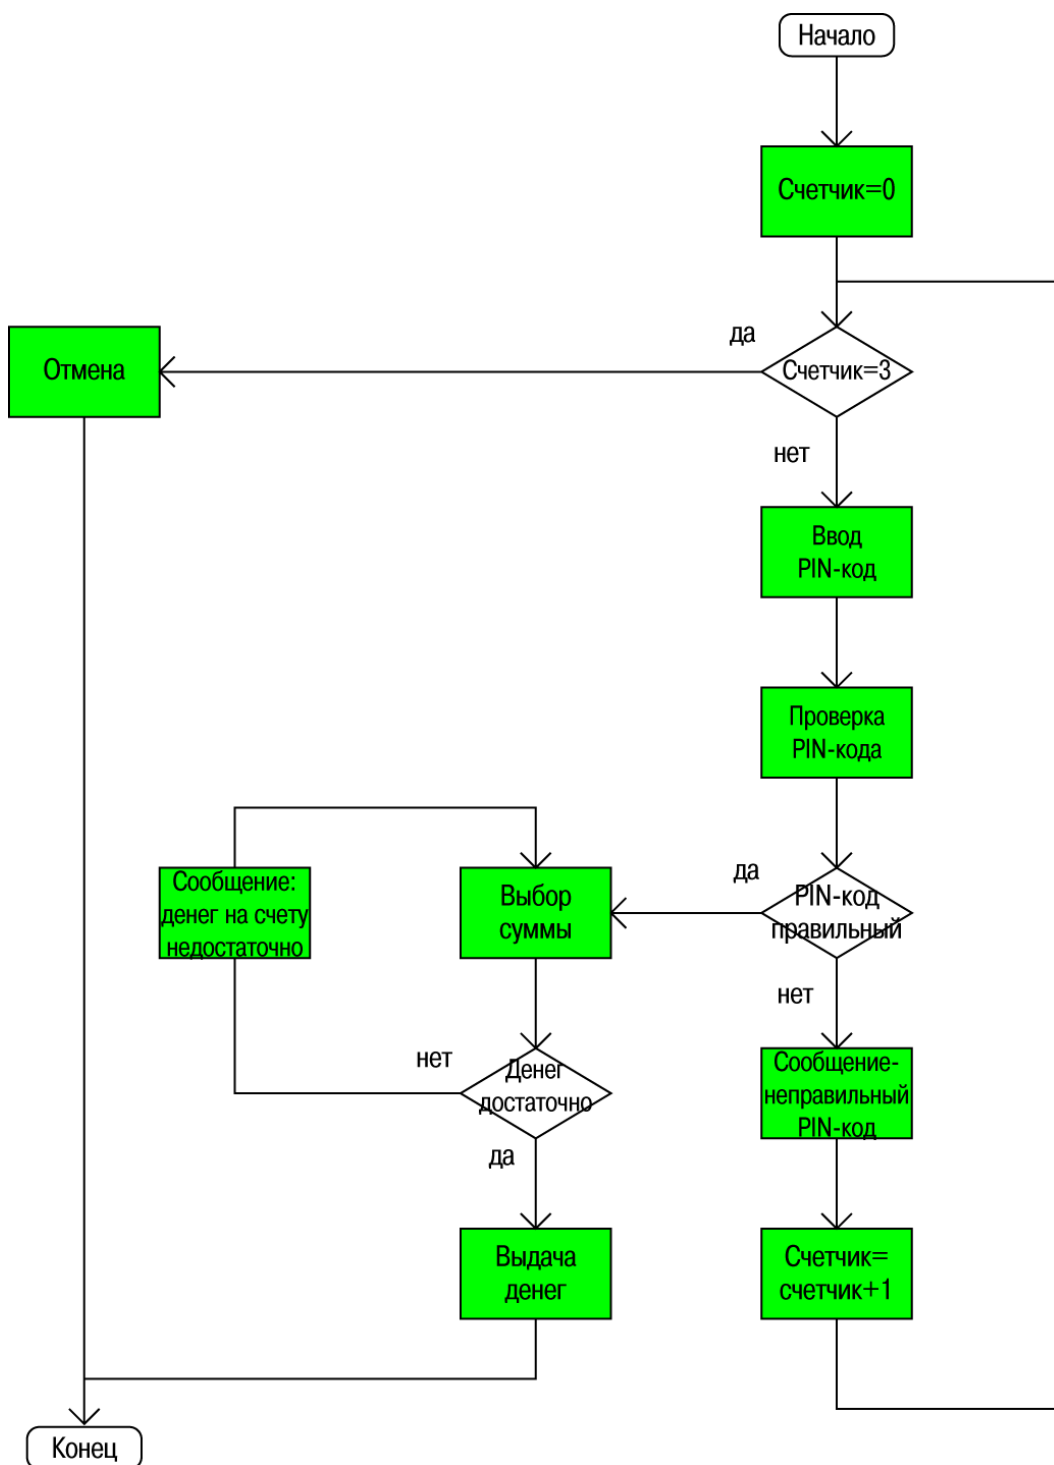 Начало
Счетчик=0
да
Отмена
Счетчик=3
нет
Ввод
PIN-код
Проверка
PIN-кода
Сообщение:
денег на счету
недостаточно
Выбор
суммы
да
PIN-код
правильный
нет
нет
Денег
достаточно
Сообщение-
неправильный
PIN-код
да
Выдача
денег
Счетчик=
счетчик+1
Конец